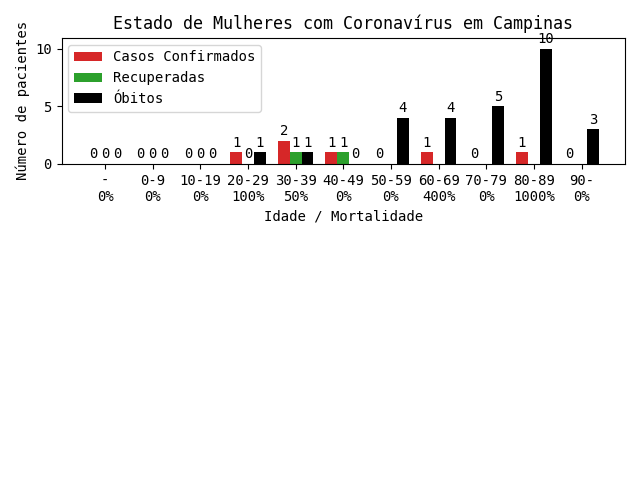 Estado de Mulheres com Coronavírus em Campinas
Número de pacientes
10
5
0
Casos Confirmados
Recuperadas
Óbitos
0 0 0 0 0 0 0 0 0 1 0 1 2 1 1 1 1 0 0 4 1 4 0 5 1 10 0 3
- 0-9 10-19 20-29 30-39 40-49 50-59 60-69 70-79 80-89 90-
0% 0% 0% 100% 50% 0% 0% 400% 0% 1000% 0%
Idade / Mortalidade